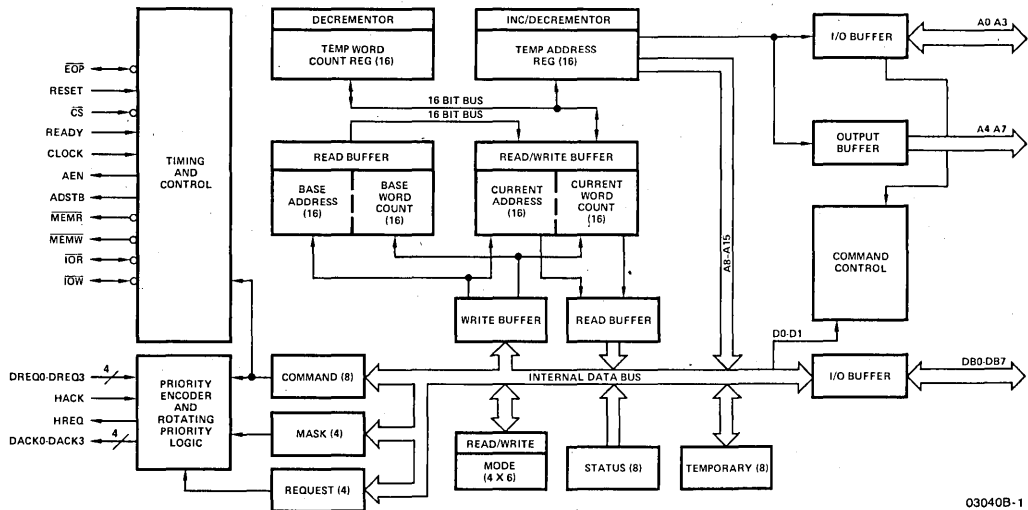 DECREMENTOR
TEMP WORD
COUNT REG (16)
INC/DECREMENTOR
TEMP ADDRESS
REG (16)
I/O BUFFER
A0 A3
EOP
RESET
CS
READY
CLOCK
AEN
ADSTB
MEMR
MEMW
IOR
IOW
TIMING
AND
CONTROL
16 BIT BUS
16 BIT BUS
READ BUFFER
BASE
ADDRESS
(16)
BASE
WORD
COUNT
(16)
READ/WRITE BUFFER
CURRENT
ADDRESS
(16)
CURRENT
WORD
COUNT
(16)
OUTPUT
BUFFER
A4 A7
A8-A15
COMMAND
CONTROL
WRITE BUFFER
READ BUFFER
D0-D1
DREQ0-DREQ3
4
HACK
HREQ
DACK0-DACK3
4
PRIORITY
ENCODER
AND
ROTATING
PRIORITY
LOGIC
COMMAND (8)
MASK (4)
REQUEST (4)
INTERNAL DATA BUS
I/O BUFFER
DB0-DB7
READ/WRITE
MODE
(4 X 6)
STATUS (8)
TEMPORARY (8)
03040B-1